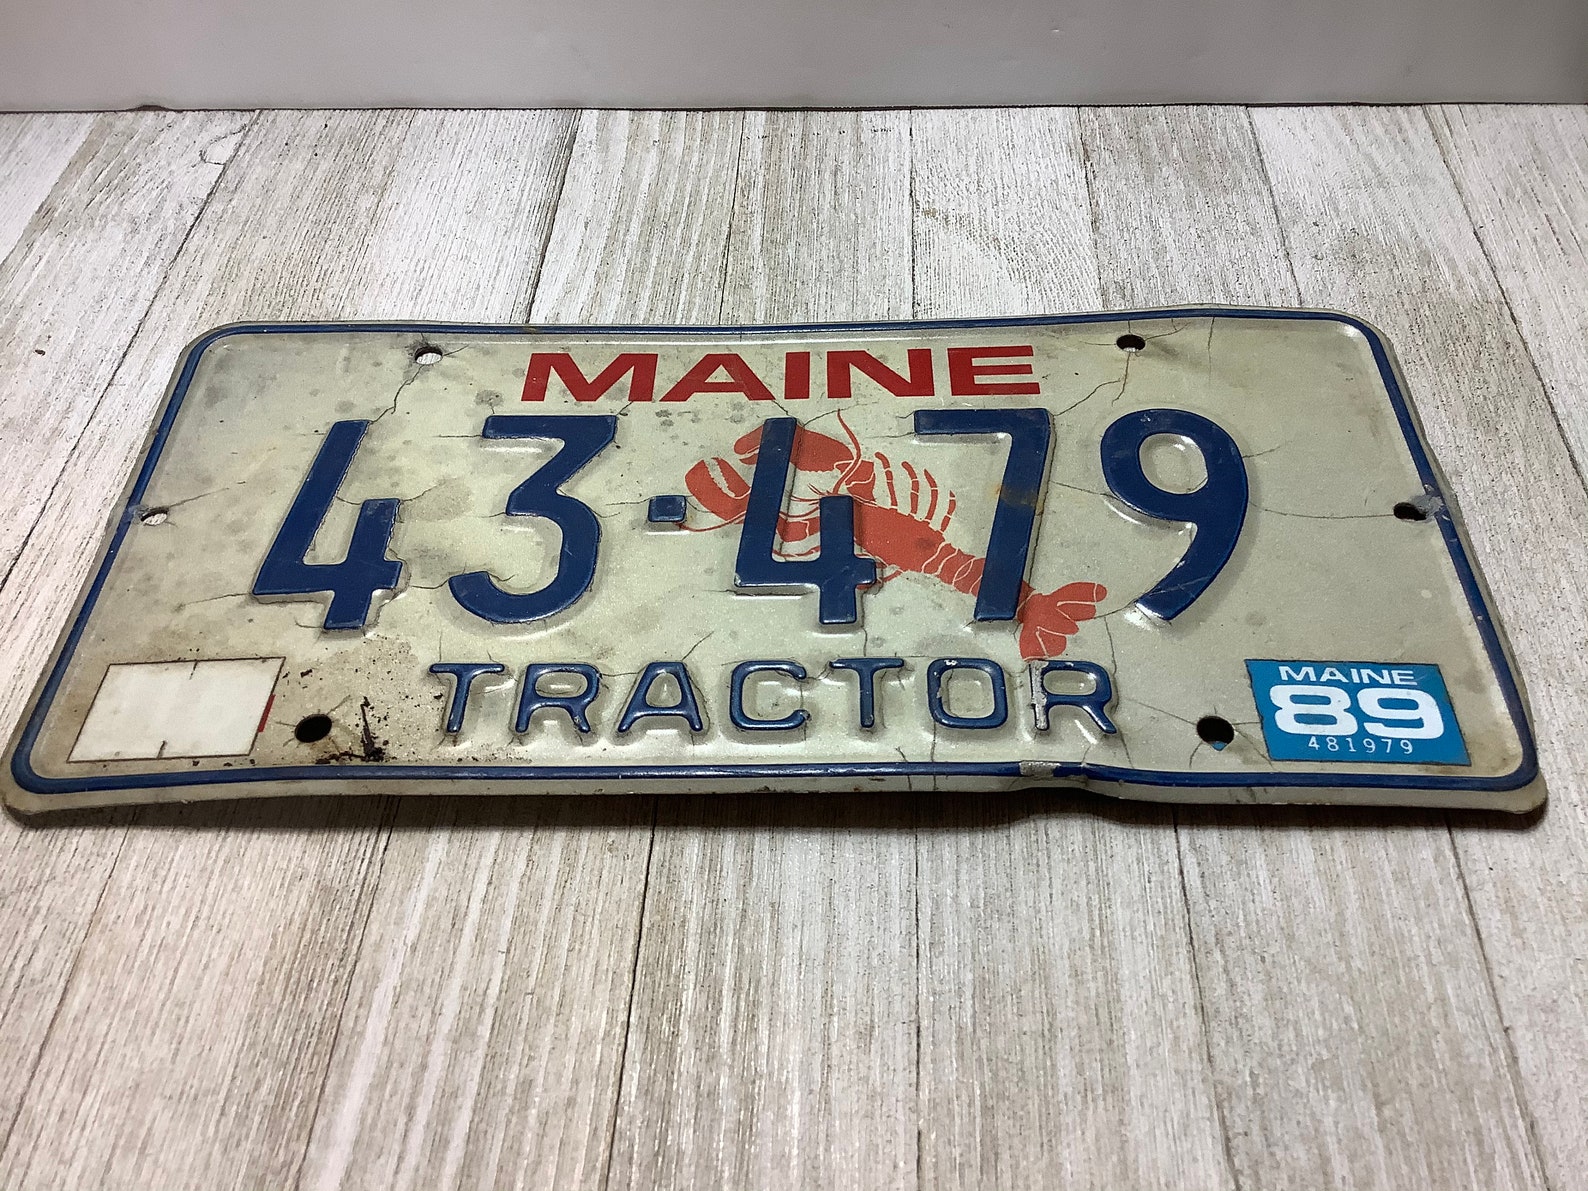 MAINE
43·479
TRACTOR
MAINE
89
481979